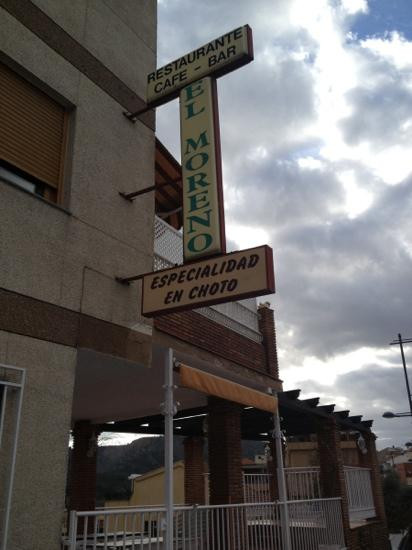 RESTAURANTE
CAFE - BAR
EL MORENO
ESPECIALIDAD
EN CHOTO